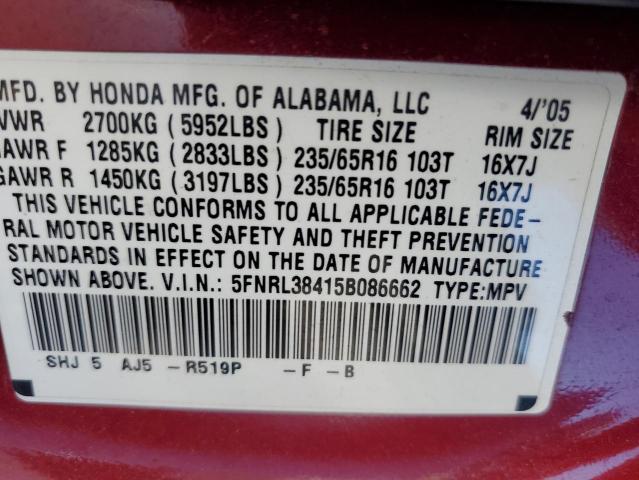 MFD. BY HONDA MFG. OF ALABAMA, LLC 4/'05
VWR 2700KG (5952LBS) TIRE SIZE RIM SIZE
AWR F 1285KG (2833LBS) 235/65R16 103T 16X7J
GAWR R 1450KG (3197LBS) 235/65R16 103T 16X7J
THIS VEHICLE CONFORMS TO ALL APPLICABLE FEDE-
RAL MOTOR VEHICLE SAFETY AND THEFT PREVENTION
STANDARDS IN EFFECT ON THE DATE OF MANUFACTURE
SHOWN ABOVE. V.I.N.: 5FNRL38415B086662 TYPE:MPV
SHJ 5 AJ5 -R519P -F -B